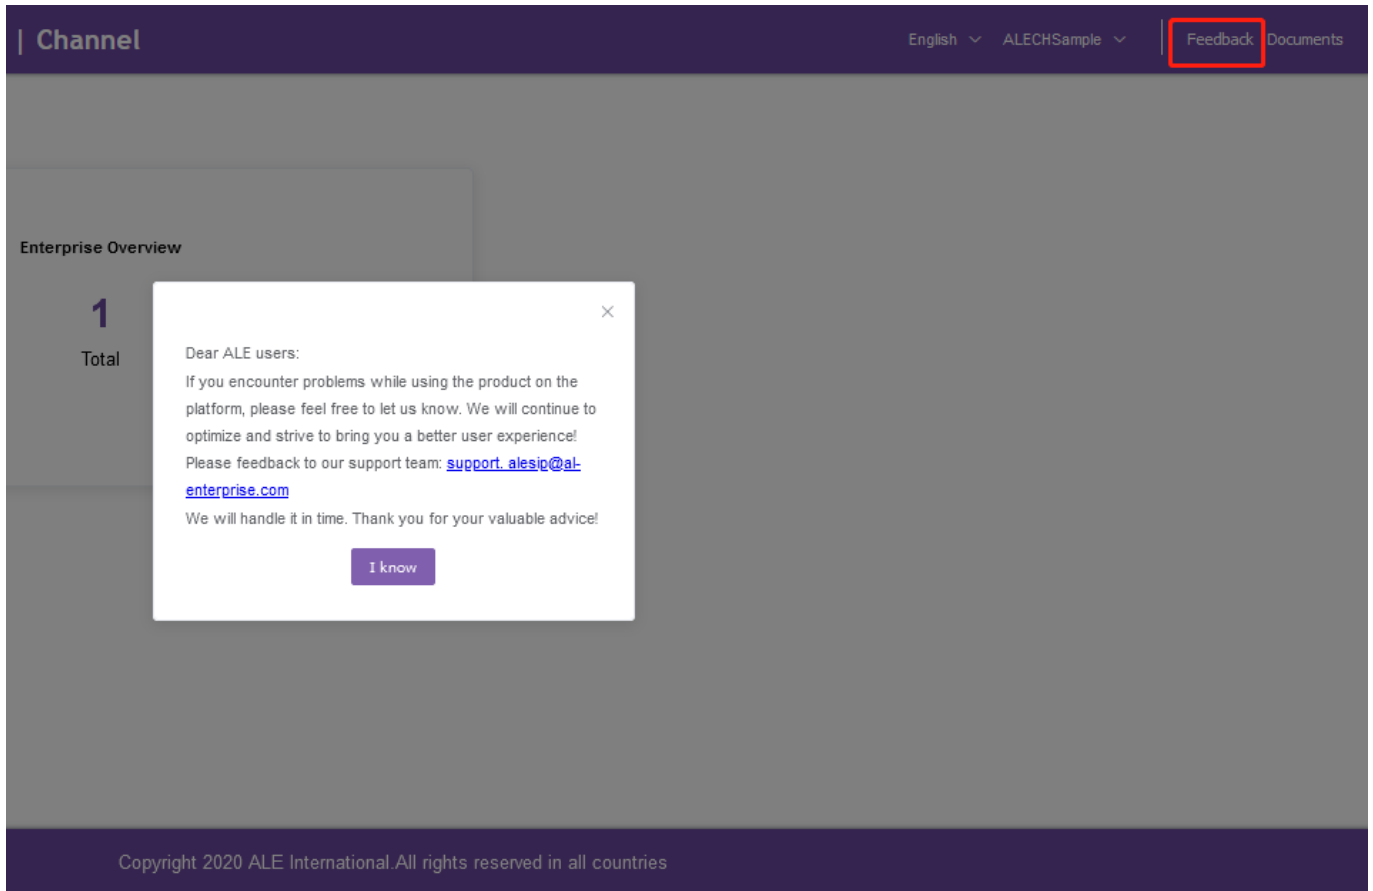 | Channel
English ALECHSample Feedback Documents
Enterprise Overview
1
Total
Dear ALE users:
If you encounter problems while using the product on the
platform, please feel free to let us know. We will continue to
optimize and strive to bring you a better user experience!
Please feedback to our support team: support. alesip@al-
enterprise.com
We will handle it in time. Thank you for your valuable advice!
I know
Copyright 2020 ALE International.All rights reserved in all countries